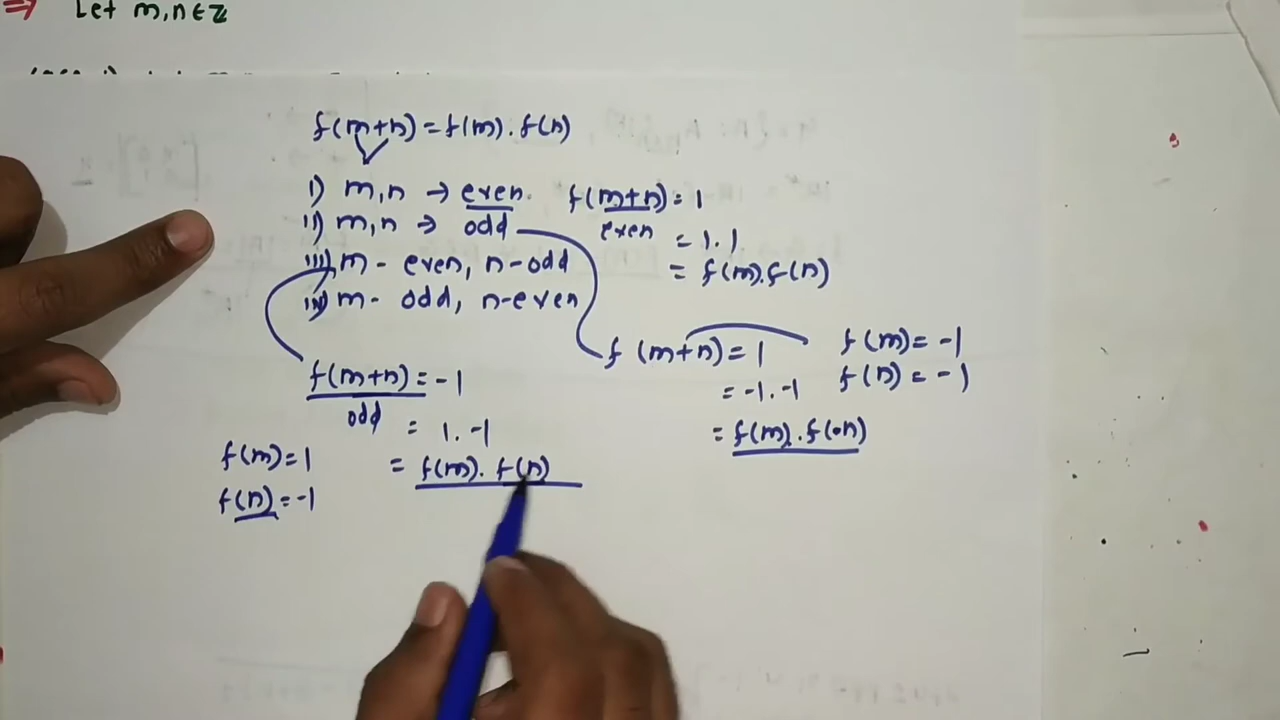 ⇒ Let m,n ∈ ℤ
f(m+n) = f(m). f(n)
i) m,n → even.
ii) m,n → odd
iii) m - even, n-odd
iv) m - odd, n-even
f(m+n) = 1
even
= 1. 1
= f(m).f(n)
f (m+n) = 1
= -1. -1
= f(m). f(n)
f(m) = -1
f(n) = -1
f(m+n) = -1
odd
= 1. -1
= f(m). f(n)
f(m) = 1
f(n) = -1